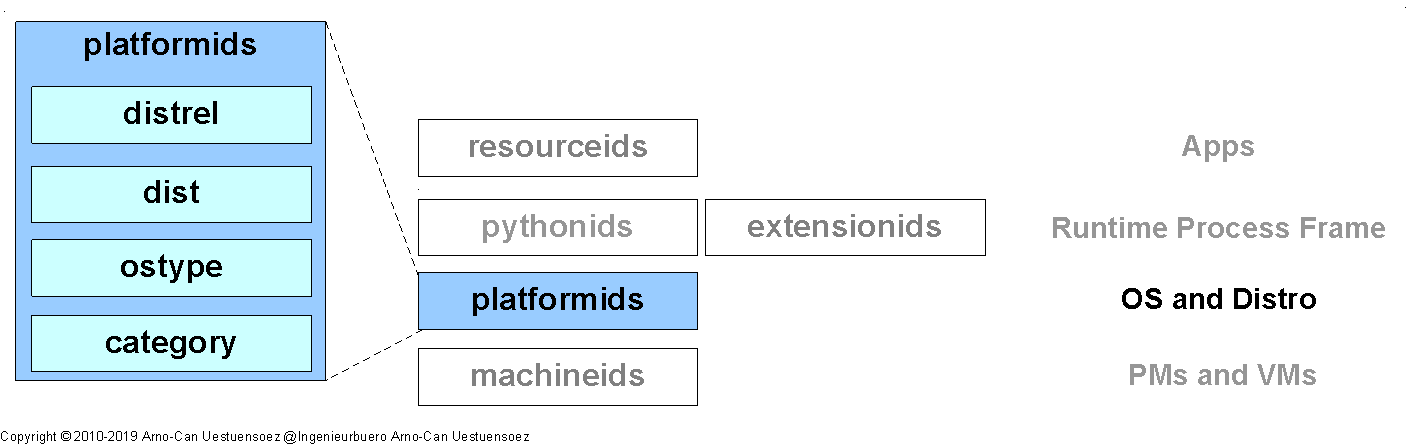 platformids
distrel
dist
ostype
category
resourceids
Apps
pythonids
extensionids
Runtime Process Frame
platformids
OS and Distro
machineids
PMs and VMs
Copyright ©2010-2019 Arno-Can Uestuensoez @Ingenieurbuero Arno-Can Uestuensoez